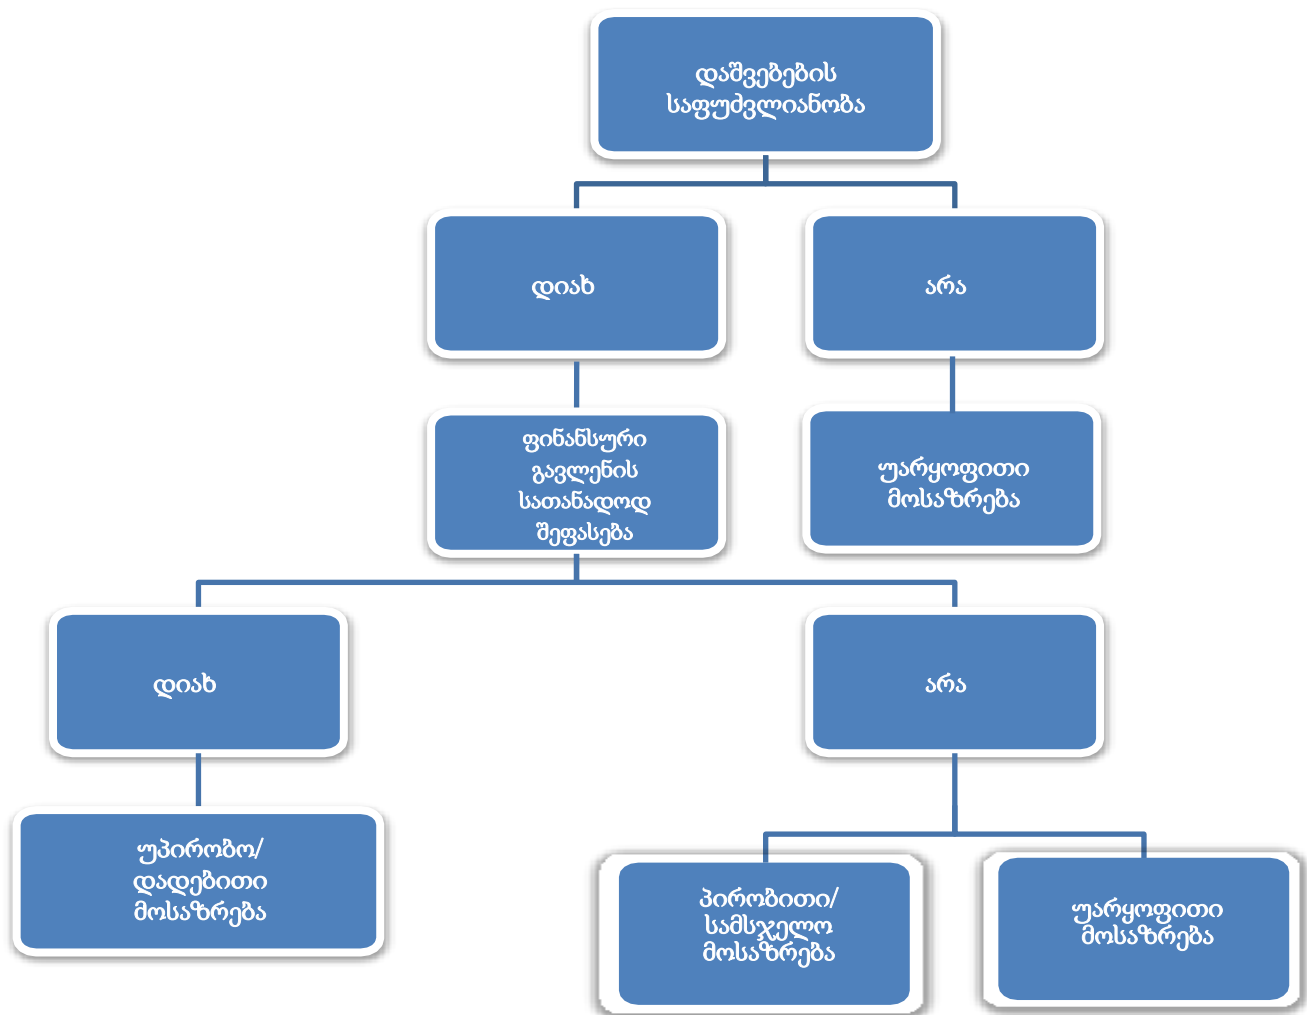 დაშვებების
საფუძვლიანობა
დიახ
არა
ფინანსური
გავლენის
სათანადოდ
შეფასება
უარყოფითი
მოსაზრება
დიახ
არა
უპირობო/
დადებითი
მოსაზრება
პირობითი/
სამსჯელო
მოსაზრება
უარყოფითი
მოსაზრება